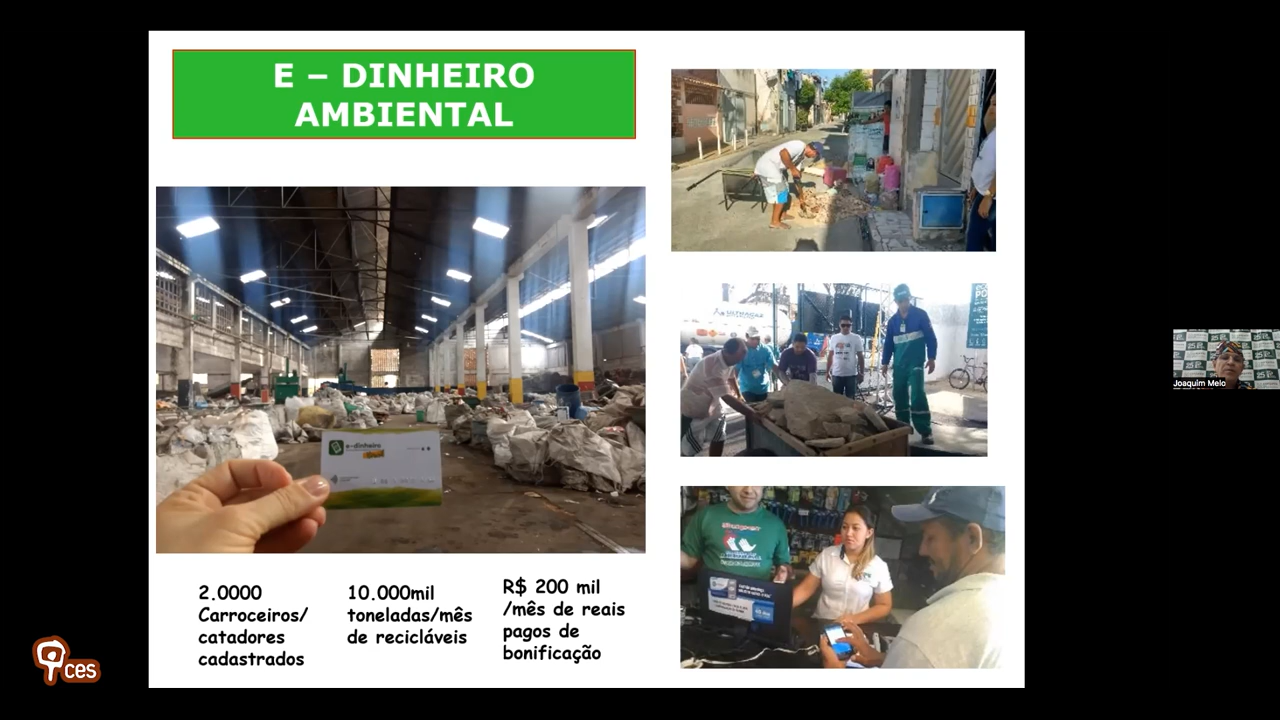 E – DINHEIRO
AMBIENTAL
e-dinheiro
Brasil
ULTRAGAZ
2.0000
Carroceiros/
catadores
cadastrados
10.000mil
toneladas/mês
de recicláveis
R$ 200 mil
/mês de reais
pagos de
bonificação
ces
Joaquim Melo